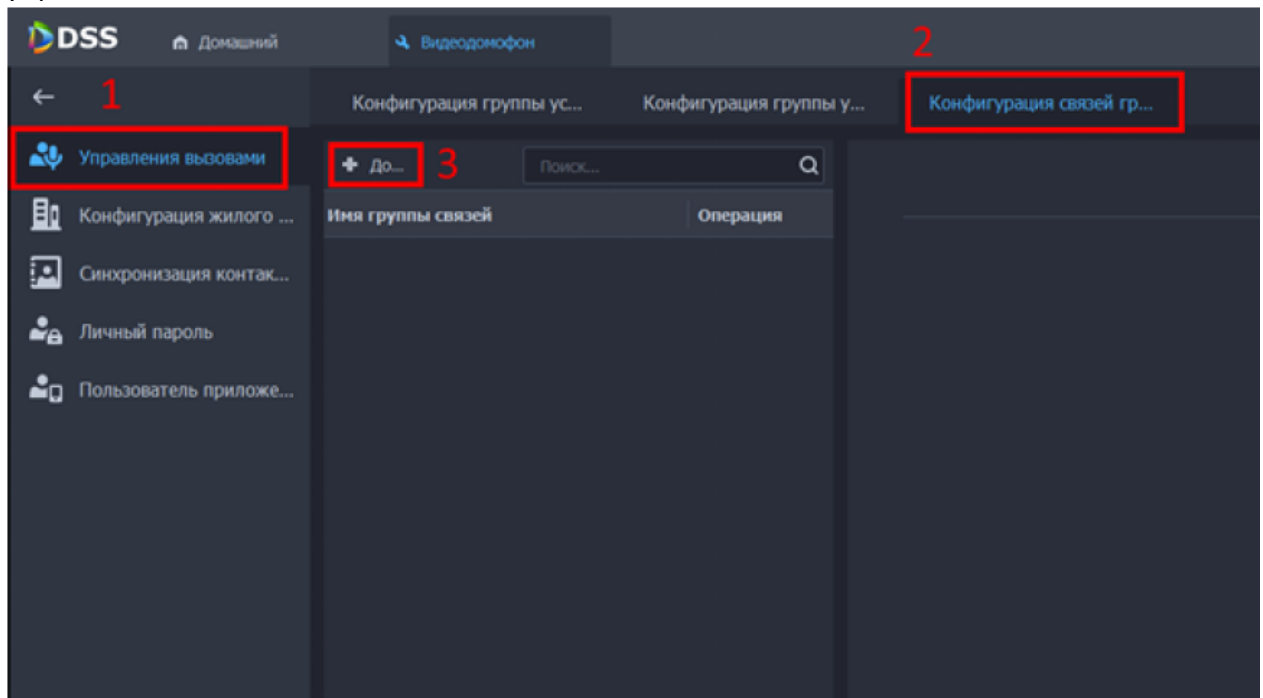 DSS Домашний Видеодомофон 2
1 Конфигурация группы ус... Конфигурация группы у... Конфигурация связей гр...
Управления вызовами До... 3 Поиск...
Конфигурация жилого ... Имя группы связей Операция
Синхронизация контак...
Личный пароль
Пользователь приложе...